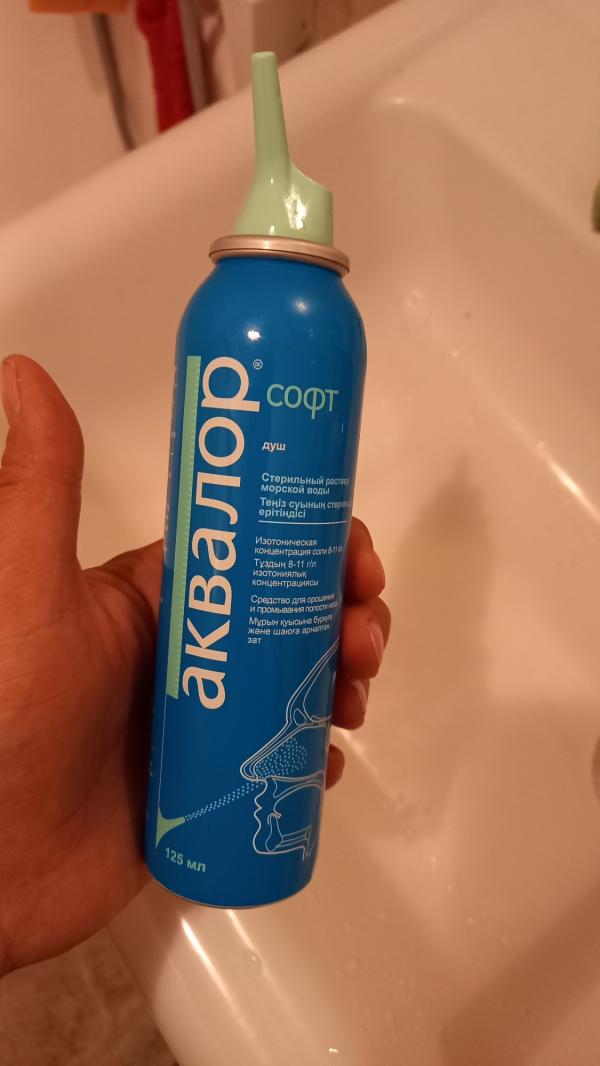 аквалор®
софт
душ
Стерильный раствор
морской воды
Теңіз суының
ерітіндісі
Изотоническая
концентрация соли 8-11 г/л
Тұздың 8-11 г/л
изотониялық
концентрациясы
Средство для орошения
и промывания полости носа
Мұрын қуысына бүркуге
және шаюға арналған
зат
125 мл